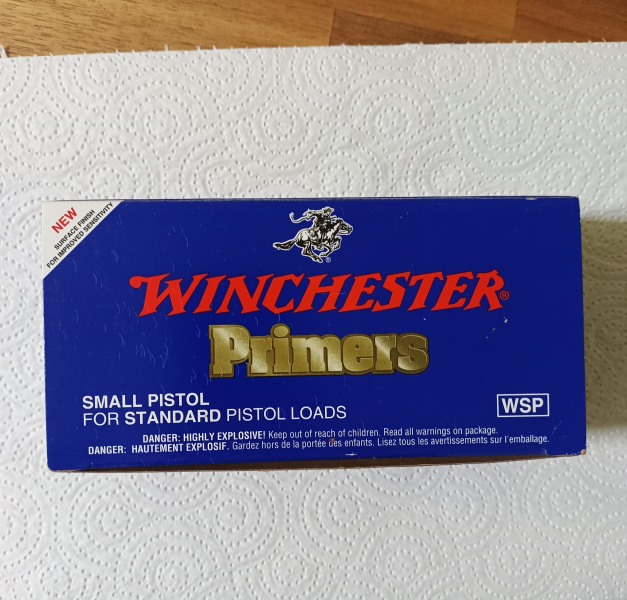 NEW
SURFACE FINISH
FOR IMPROVED SENSITIVITY
WINCHESTER®
Primers
SMALL PISTOL
FOR STANDARD PISTOL LOADS
WSP
DANGER: HIGHLY EXPLOSIVE! Keep out of reach of children. Read all warnings on package.
DANGER: HAUTEMENT EXPLOSIF. Gardez hors de la portée des enfants. Lisez tous les avertissements sur l'emballage.